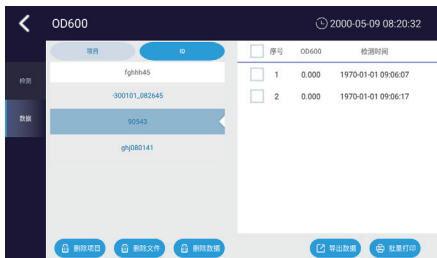 OD600
2000-05-09 08:20:32
项目 ID
检测
数据
fghhh45
-300101_082645
90543
ghj080141
序号 OD600 检测时间
1 0.000 1970-01-01 09:06:07
2 0.000 1970-01-01 09:06:17
删除项目 删除文件 删除数据
导出数据 批量打印